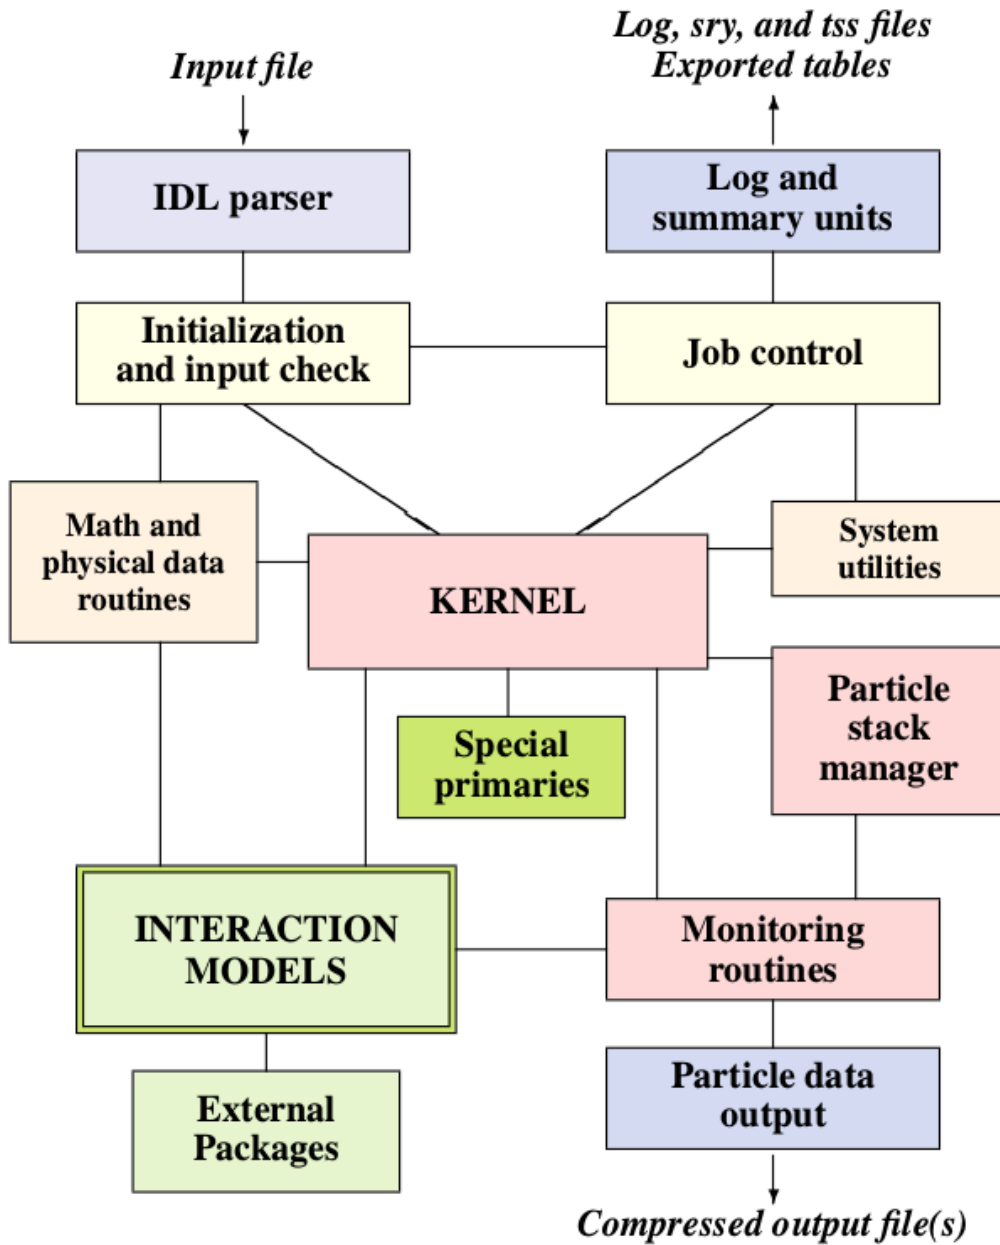 Input file
Log, sry, and tss files
Exported tables
IDL parser
Log and
summary units
Initialization
and input check
Job control
Math and
physical data
routines
KERNEL
System
utilities
Particle
stack
manager
Special
primaries
INTERACTION
MODELS
Monitoring
routines
External
Packages
Particle data
output
Compressed output file(s)